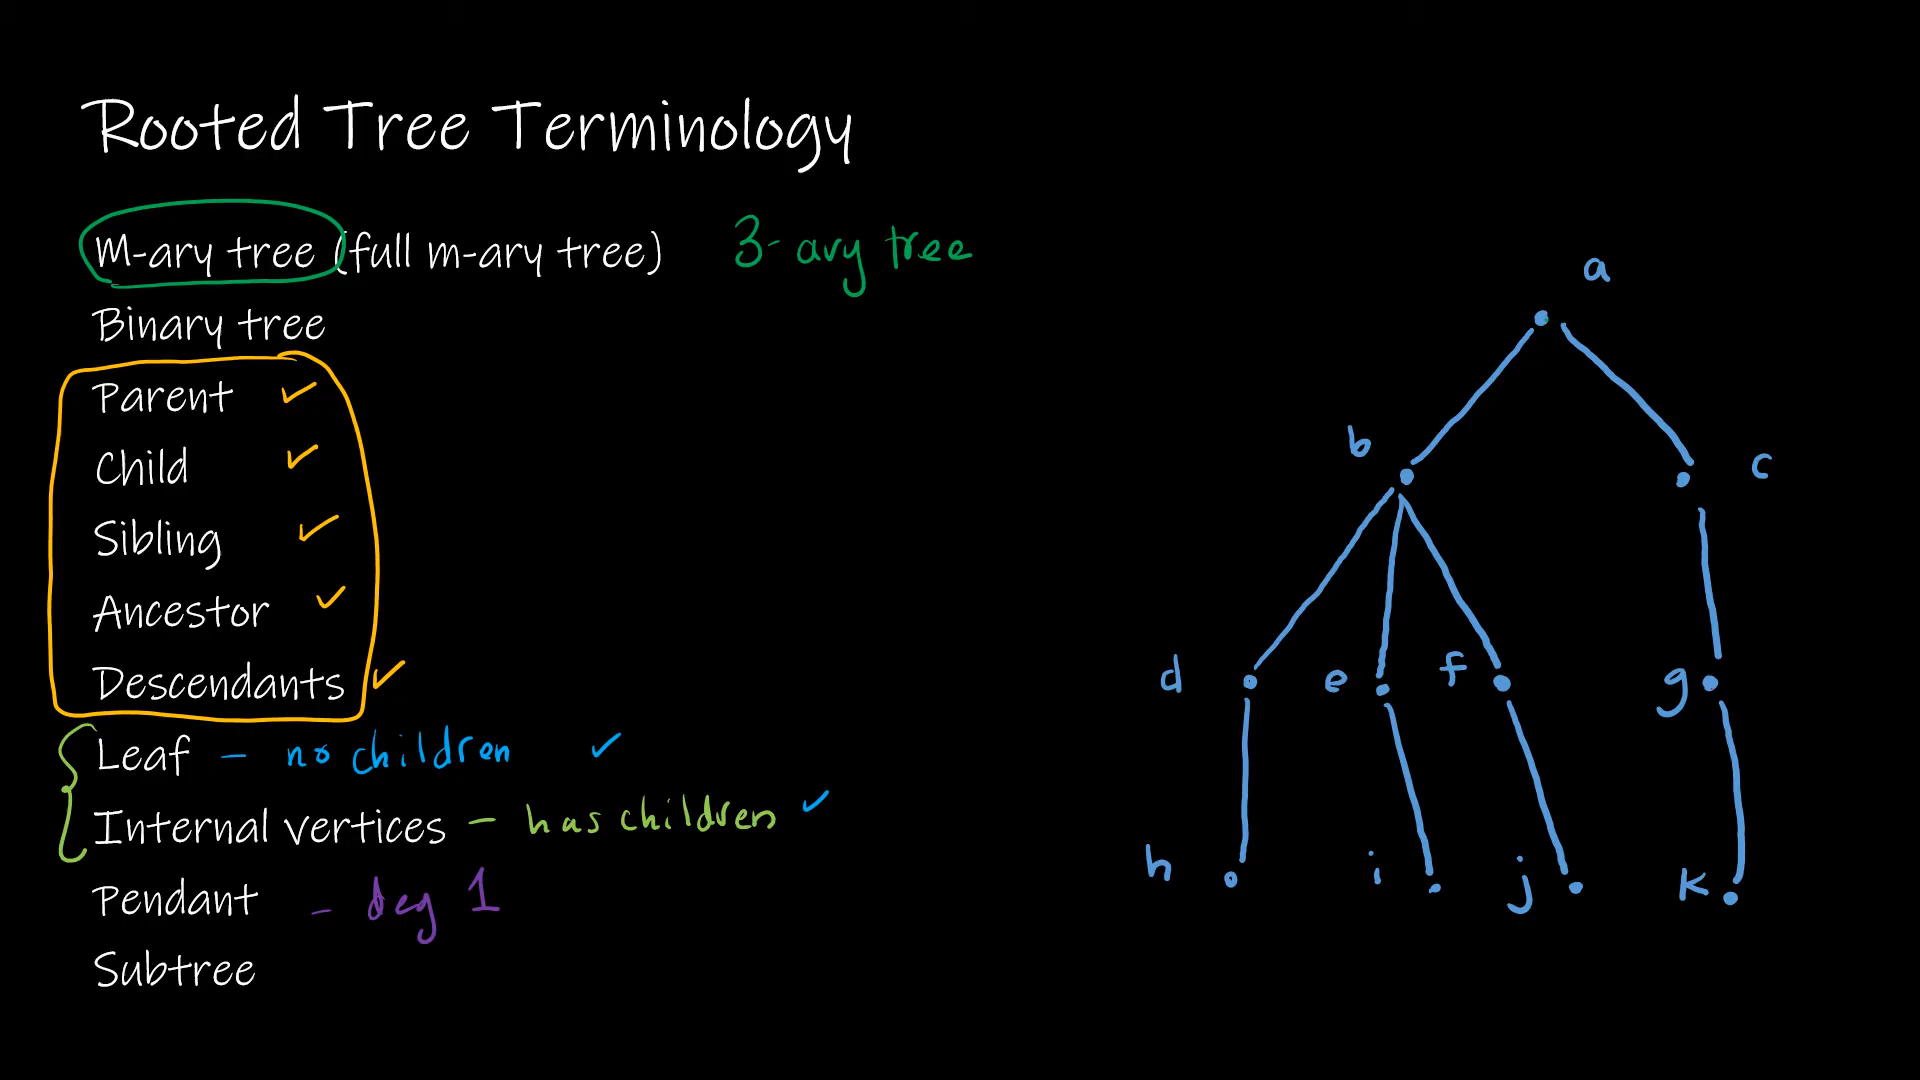 Rooted Tree Terminology
M-ary tree (full m-ary tree) 3-ary tree
Binary tree
Parent
Child
Sibling
Ancestor
Descendants
Leaf - no children
Internal vertices - has children
Pendant - deg 1
Subtree
a
b c
d e f g
h i j k